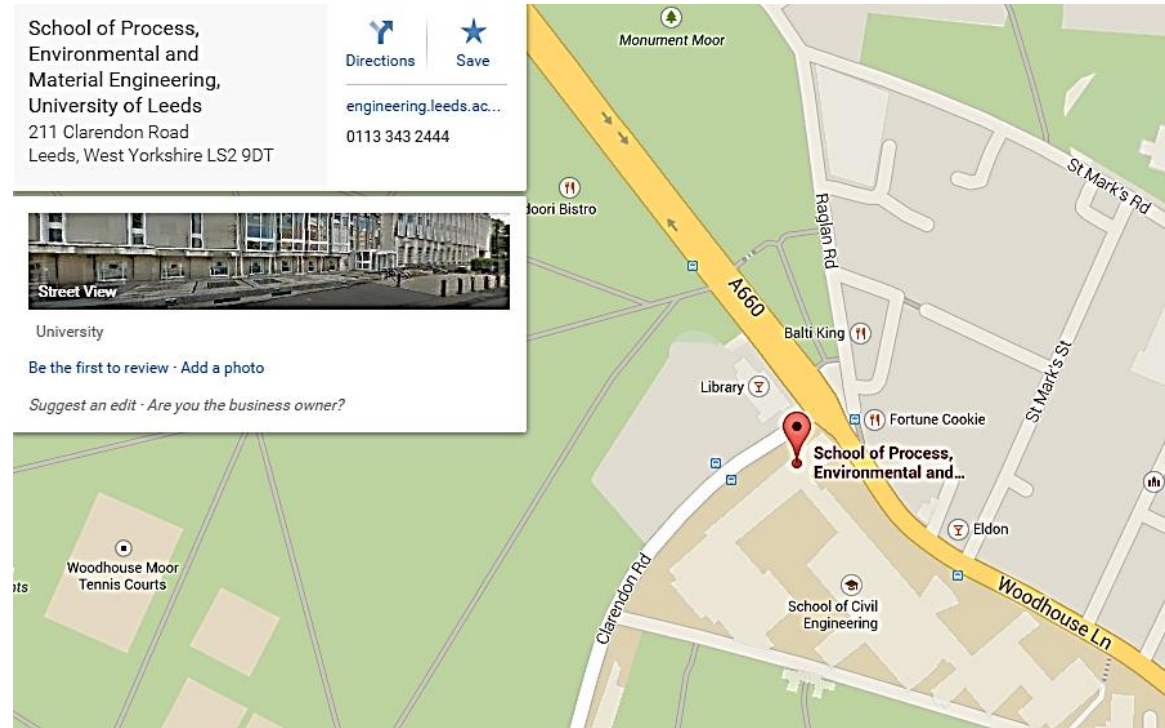 School of Process,
Environmental and
Material Engineering,
University of Leeds
211 Clarendon Road
Leeds, West Yorkshire LS2 9DT
Directions
Save
engineering.leeds.ac...
0113 343 2444
Street View
University
Be the first to review · Add a photo
Suggest an edit · Are you the business owner?
Monument Moor
doori Bistro
St Mark's Rd
Raglan Rd
A660
Balti King
St Mark's St
Library
Fortune Cookie
School of Process,
Environmental and...
Eldon
Woodhouse Moor
Tennis Courts
nts
Clarendon Rd
School of Civil
Engineering
Woodhouse Ln